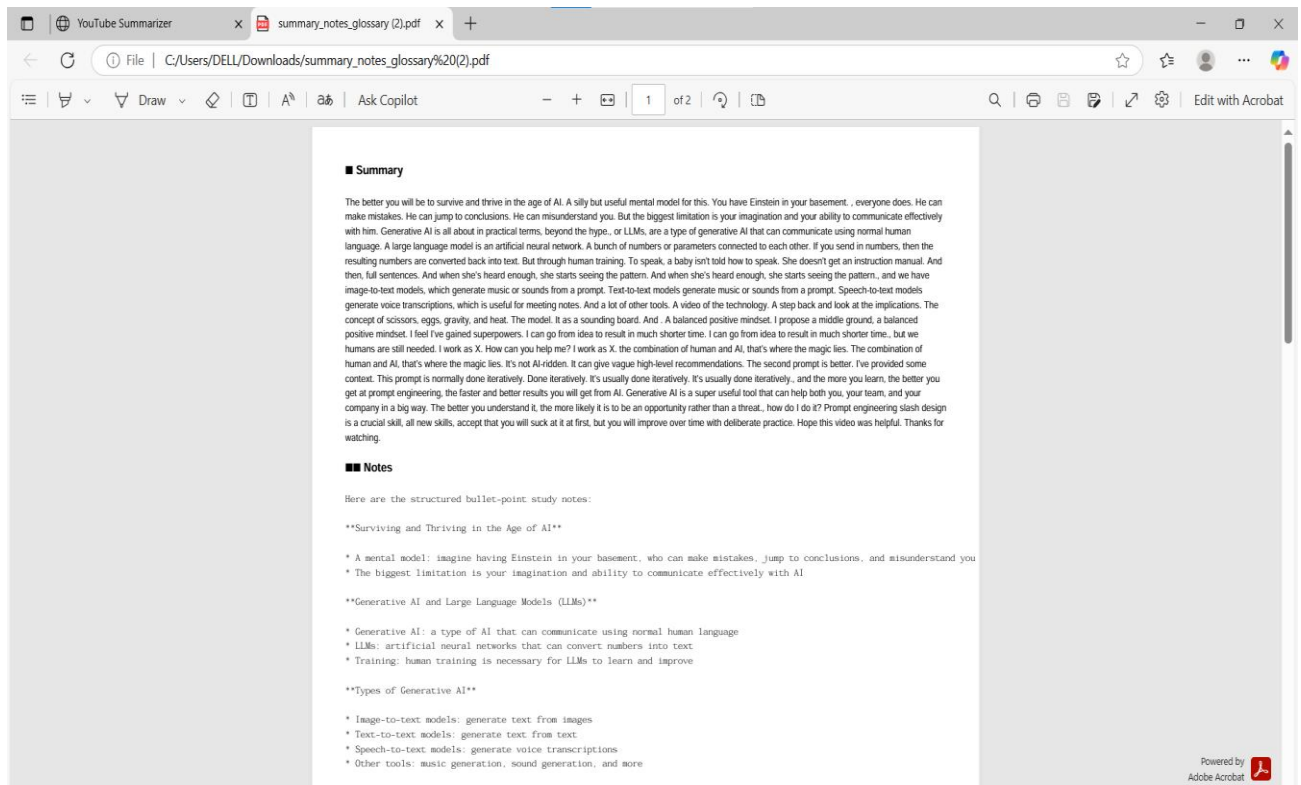 YouTube Summarizer
summary_notes_glossary (2).pdf
File | C:/Users/DELL/Downloads/summary_notes_glossary%20(2).pdf
Draw
Ask Copilot
1 of 2
Edit with Acrobat
■ Summary
The better you will be to survive and thrive in the age of AI. A silly but useful mental model for this. You have Einstein in your basement. , everyone does. He can
make mistakes. He can jump to conclusions. He can misunderstand you. But the biggest limitation is your imagination and your ability to communicate effectively
with him. Generative AI is all about in practical terms, beyond the hype., or LLMs, are a type of generative AI that can communicate using normal human
language. A large language model is an artificial neural network. A bunch of numbers or parameters connected to each other. If you send in numbers, then the
resulting numbers are converted back into text. But through human training. To speak, a baby isn't told how to speak. She doesn't get an instruction manual. And
then, full sentences. And when she's heard enough, she starts seeing the pattern. And when she's heard enough, she starts seeing the pattern., and we have
image-to-text models, which generate music or sounds from a prompt. Text-to-text models generate music or sounds from a prompt. Speech-to-text models
generate voice transcriptions, which is useful for meeting notes. And a lot of other tools. A video of the technology. A step back and look at the implications. The
concept of scissors, eggs, gravity, and heat. The model. It as a sounding board. And . A balanced positive mindset. I propose a middle ground, a balanced
positive mindset. I feel I've gained superpowers. I can go from idea to result in much shorter time. I can go from idea to result in much shorter time., but we
humans are still needed. I work as X. How can you help me? I work as X. the combination of human and AI, that's where the magic lies. The combination of
human and AI, that's where the magic lies. It's not AI-ridden. It can give vague high-level recommendations. The second prompt is better. I've provided some
context. This prompt is normally done iteratively. Done iteratively. It's usually done iteratively. It's usually done iteratively., and the more you learn, the better you
get at prompt engineering, the faster and better results you will get from AI. Generative AI is a super useful tool that can help both you, your team, and your
company in a big way. The better you understand it, the more likely it is to be an opportunity rather than a threat., how do I do it? Prompt engineering slash design
is a crucial skill, all new skills, accept that you will suck at it at first, but you will improve over time with deliberate practice. Hope this video was helpful. Thanks for
watching.
■■ Notes
Here are the structured bullet-point study notes:
**Surviving and Thriving in the Age of AI**
* A mental model: imagine having Einstein in your basement, who can make mistakes, jump to conclusions, and misunderstand you
* The biggest limitation is your imagination and ability to communicate effectively with AI
**Generative AI and Large Language Models (LLMs)**
* Generative AI: a type of AI that can communicate using normal human language
* LLMs: artificial neural networks that can convert numbers into text
* Training: human training is necessary for LLMs to learn and improve
**Types of Generative AI**
* Image-to-text models: generate text from images
* Text-to-text models: generate text from text
* Speech-to-text models: generate voice transcriptions
* Other tools: music generation, sound generation, and more
Powered by
Adobe Acrobat